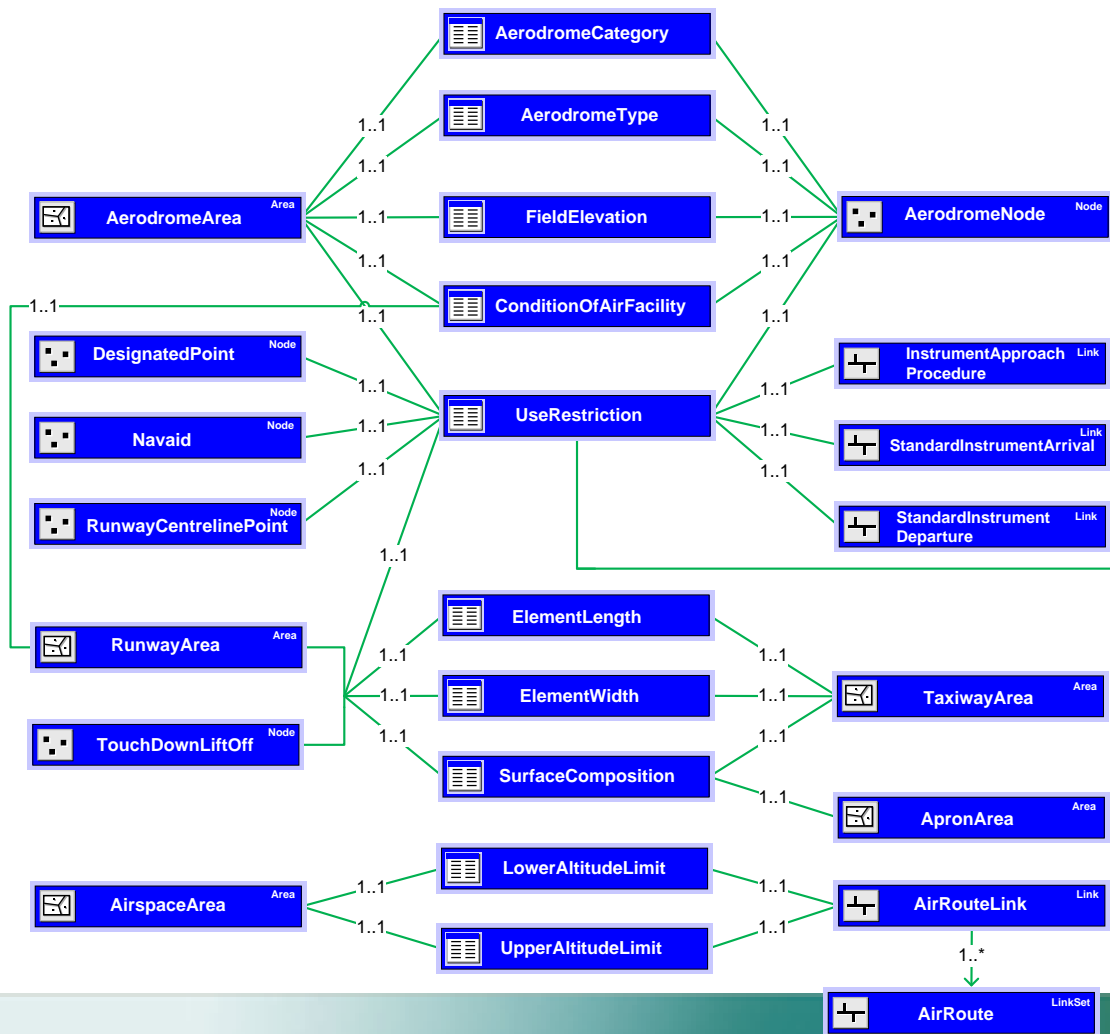 AerodromeCategory
1..1
1..1
AerodromeType
1..1
1..1
AerodromeArea
Area
1..1
FieldElevation
1..1
AerodromeNode
Node
1..1
1..1
1..1
ConditionOfAirFacility
1..1
1..1
DesignatedPoint
Node
1..1
InstrumentApproach
Procedure
Link
1..1
1..1
Navaid
Node
1..1
UseRestriction
1..1
StandardInstrumentArrival
Link
RunwayCentrelinePoint
Node
1..1
1..1
StandardInstrument
Departure
Link
1..1
RunwayArea
Area
1..1
ElementLength
1..1
1..1
ElementWidth
1..1
TaxiwayArea
Area
TouchDownLiftOff
Node
1..1
SurfaceComposition
1..1
1..1
ApronArea
Area
AirspaceArea
Area
1..1
LowerAltitudeLimit
1..1
AirRouteLink
Link
1..1
UpperAltitudeLimit
1..1
1..*
AirRoute
LinkSet